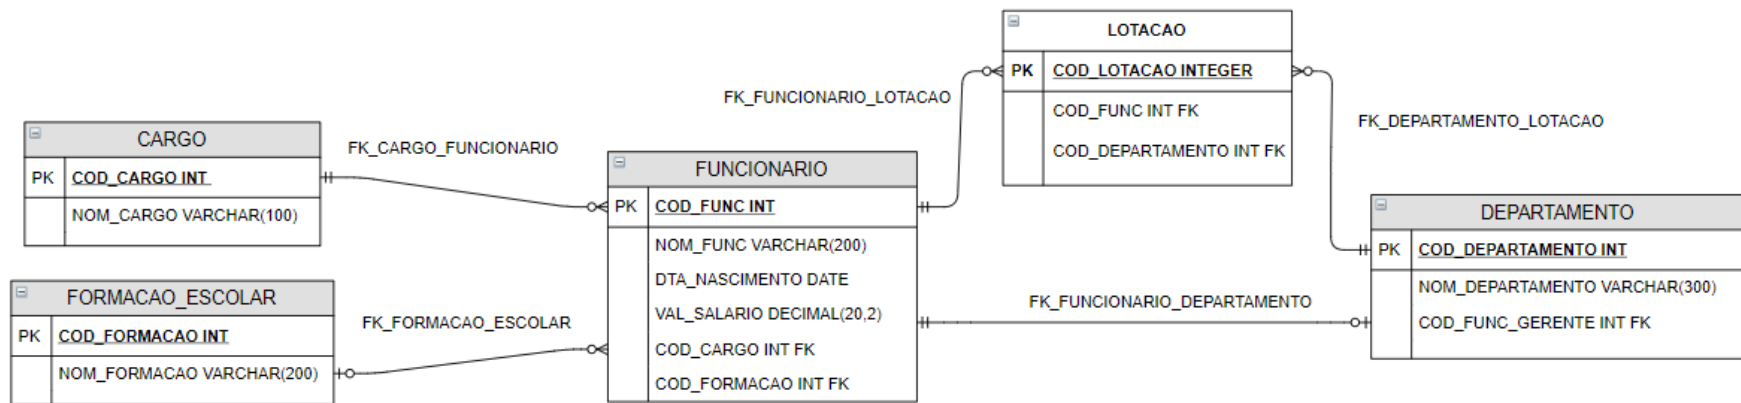 CARGO
PK COD_CARGO INT
NOM_CARGO VARCHAR(100)
FK_CARGO_FUNCIONARIO
FORMACAO_ESCOLAR
PK COD_FORMACAO INT
NOM_FORMACAO VARCHAR(200)
FK_FORMACAO_ESCOLAR
FUNCIONARIO
PK COD_FUNC INT
NOM_FUNC VARCHAR(200)
DTA_NASCIMENTO DATE
VAL_SALARIO DECIMAL(20,2)
COD_CARGO INT FK
COD_FORMACAO INT FK
FK_FUNCIONARIO_LOTACAO
LOTACAO
PK COD_LOTACAO INTEGER
COD_FUNC INT FK
COD_DEPARTAMENTO INT FK
FK_DEPARTAMENTO_LOTACAO
FK_FUNCIONARIO_DEPARTAMENTO
DEPARTAMENTO
PK COD_DEPARTAMENTO INT
NOM_DEPARTAMENTO VARCHAR(300)
COD_FUNC_GERENTE INT FK